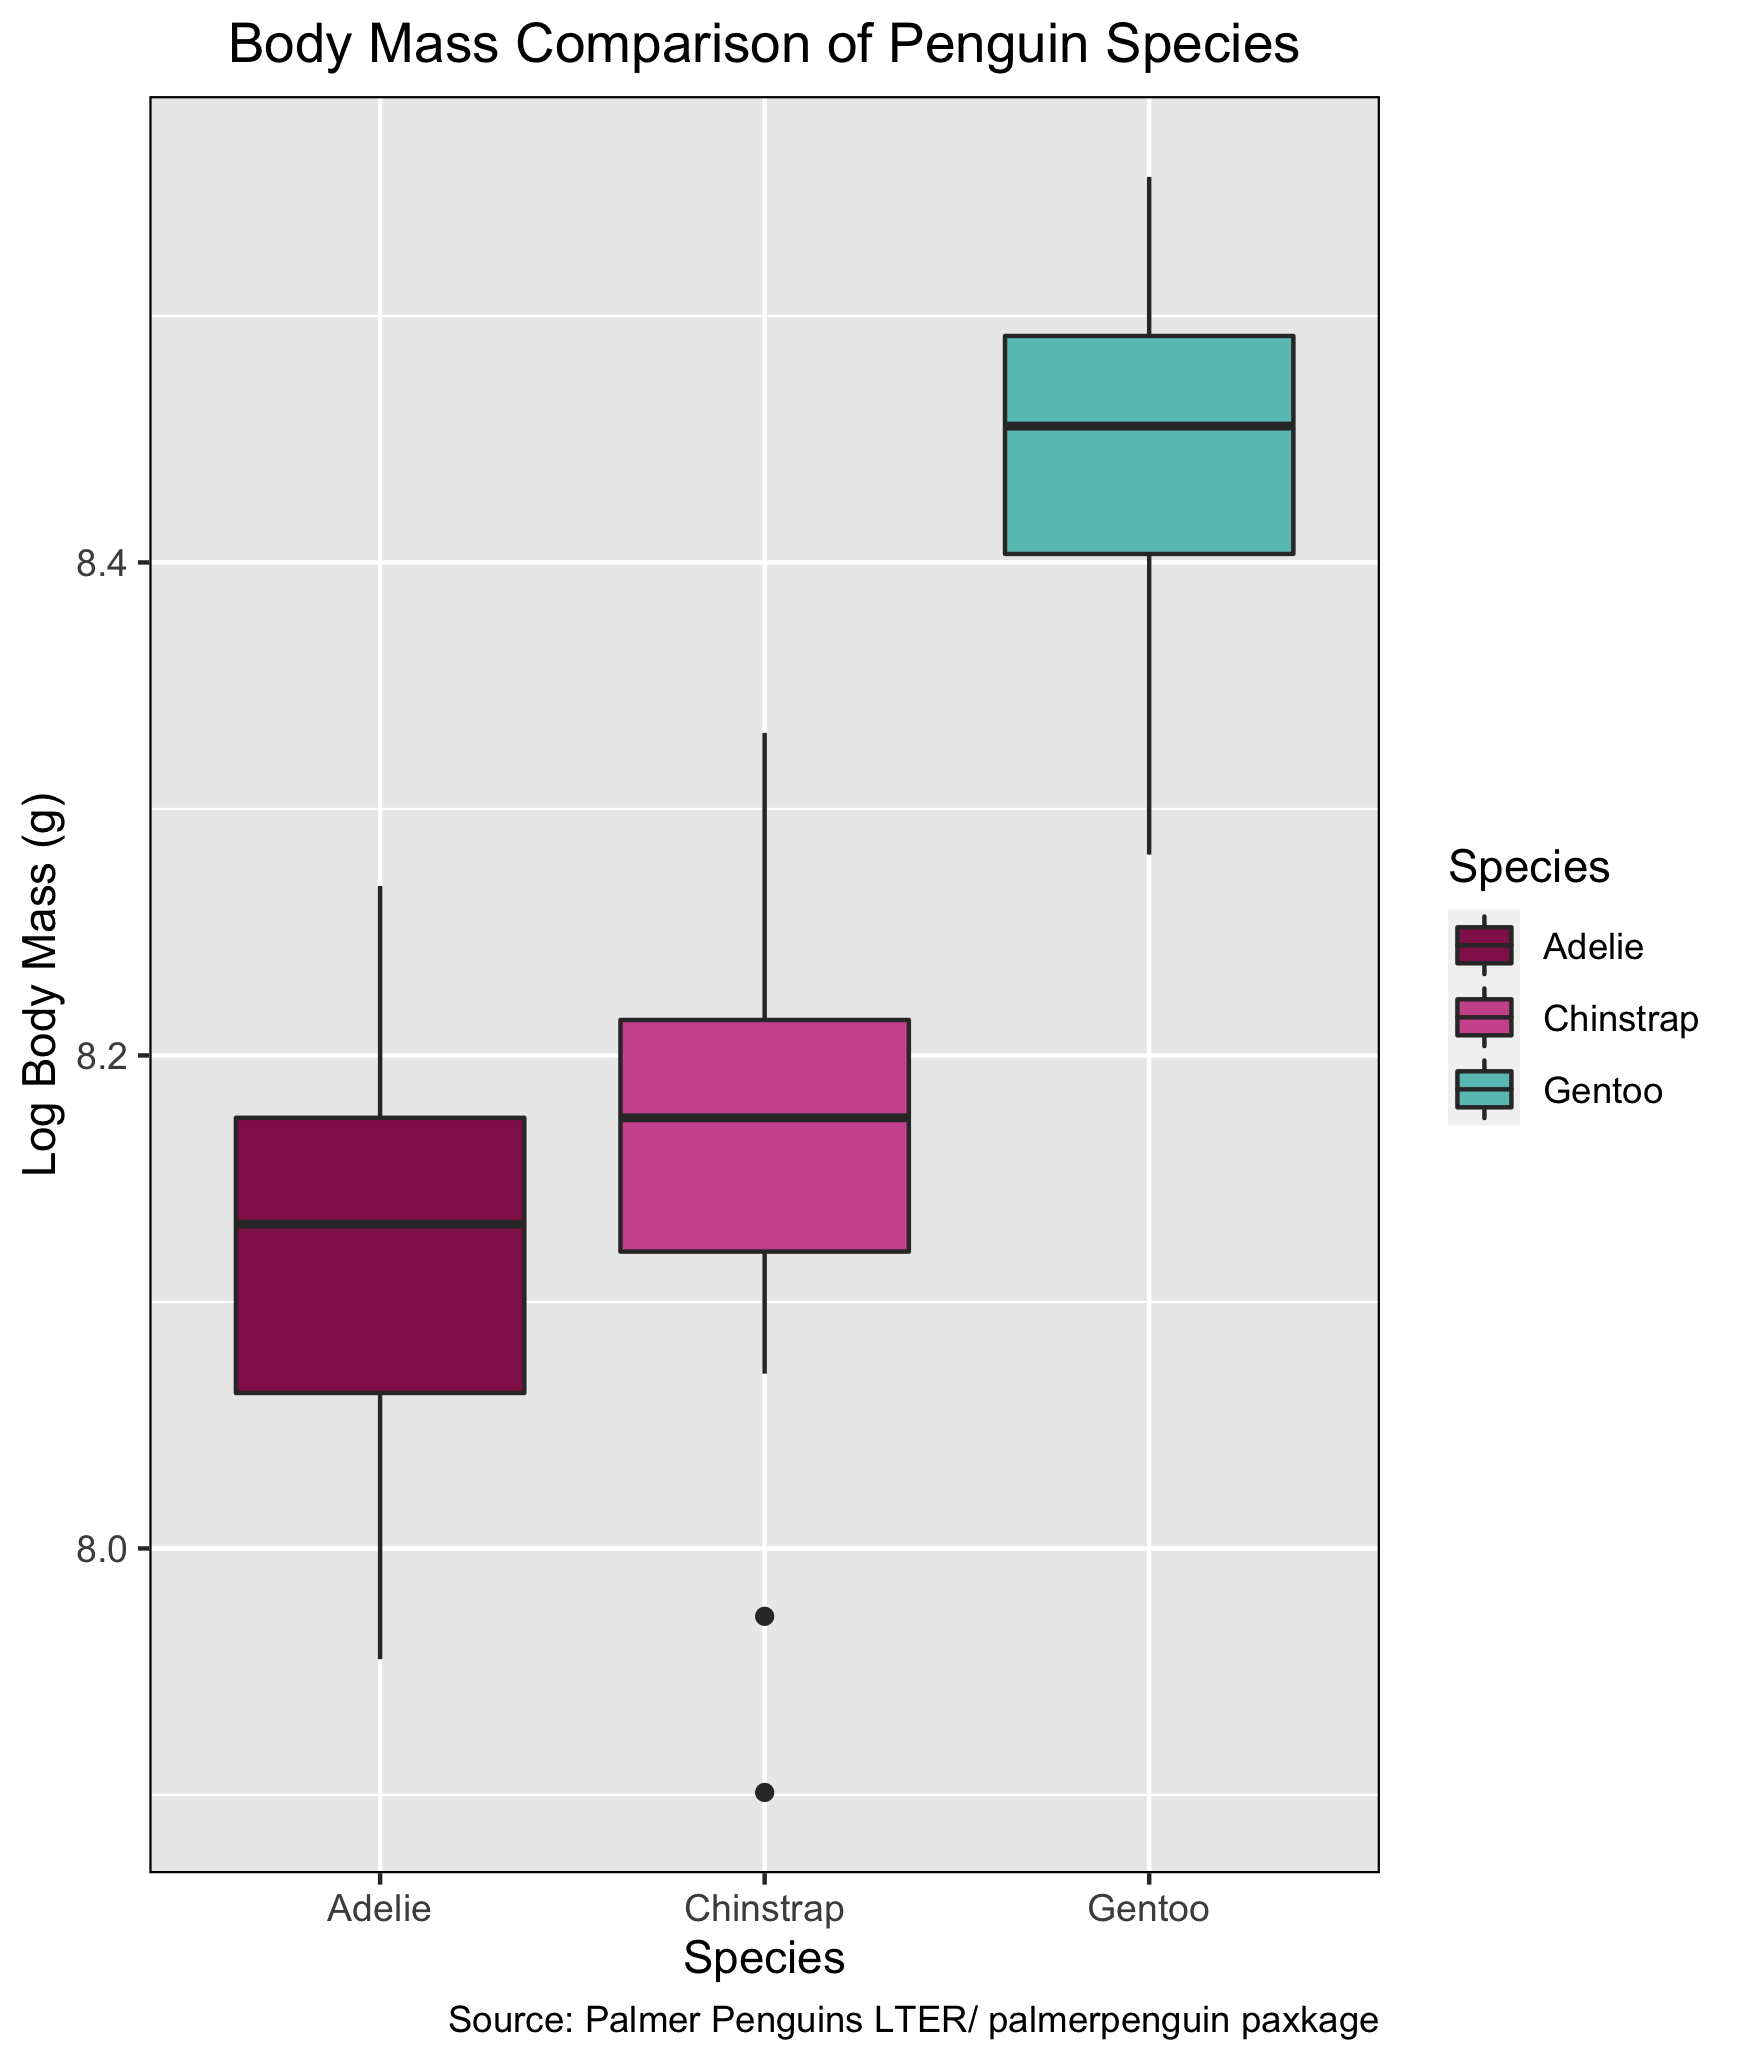 Body Mass Comparison of Penguin Species
Log Body Mass (g)
8.4
8.2
8.0
Adelie
Chinstrap
Gentoo
Species
Species
Adelie
Chinstrap
Gentoo
Source: Palmer Penguins LTER/ palmerpenguin paxkage